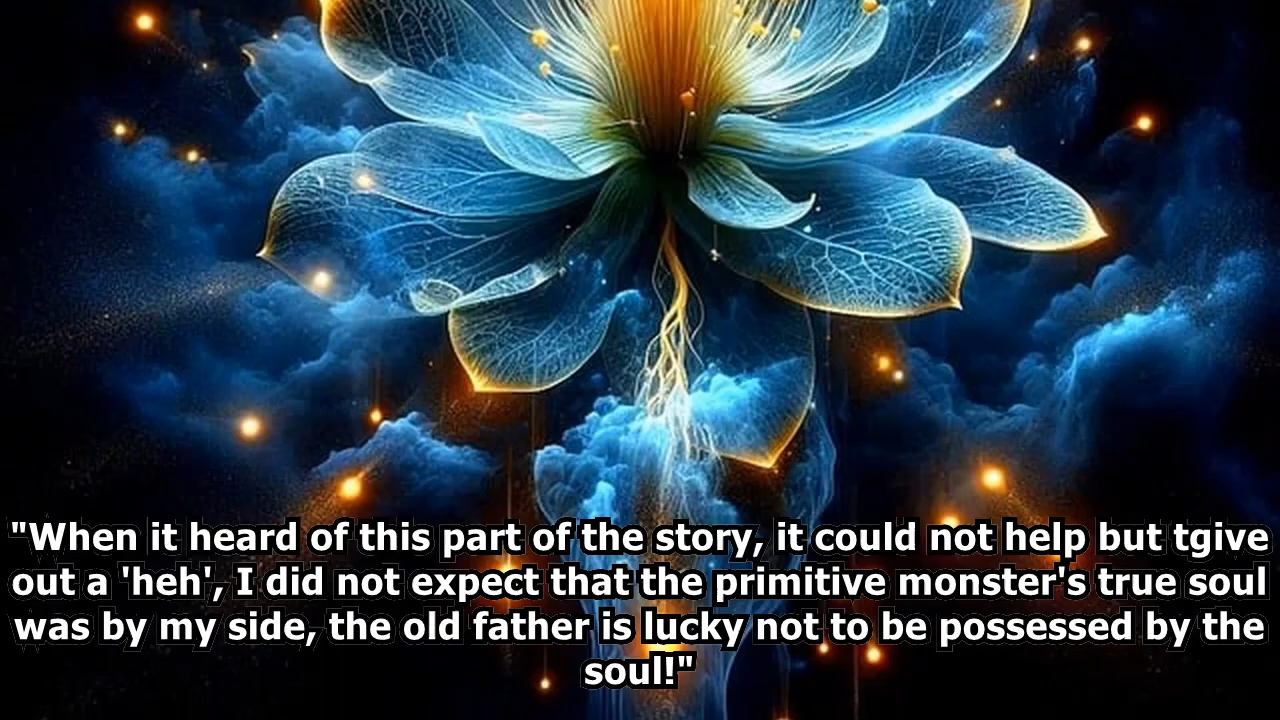 "When it heard of this part of the story, it could not help but tgive
out a 'heh', I did not expect that the primitive monster's true soul
was by my side, the old father is lucky not to be possessed by the
soul!"